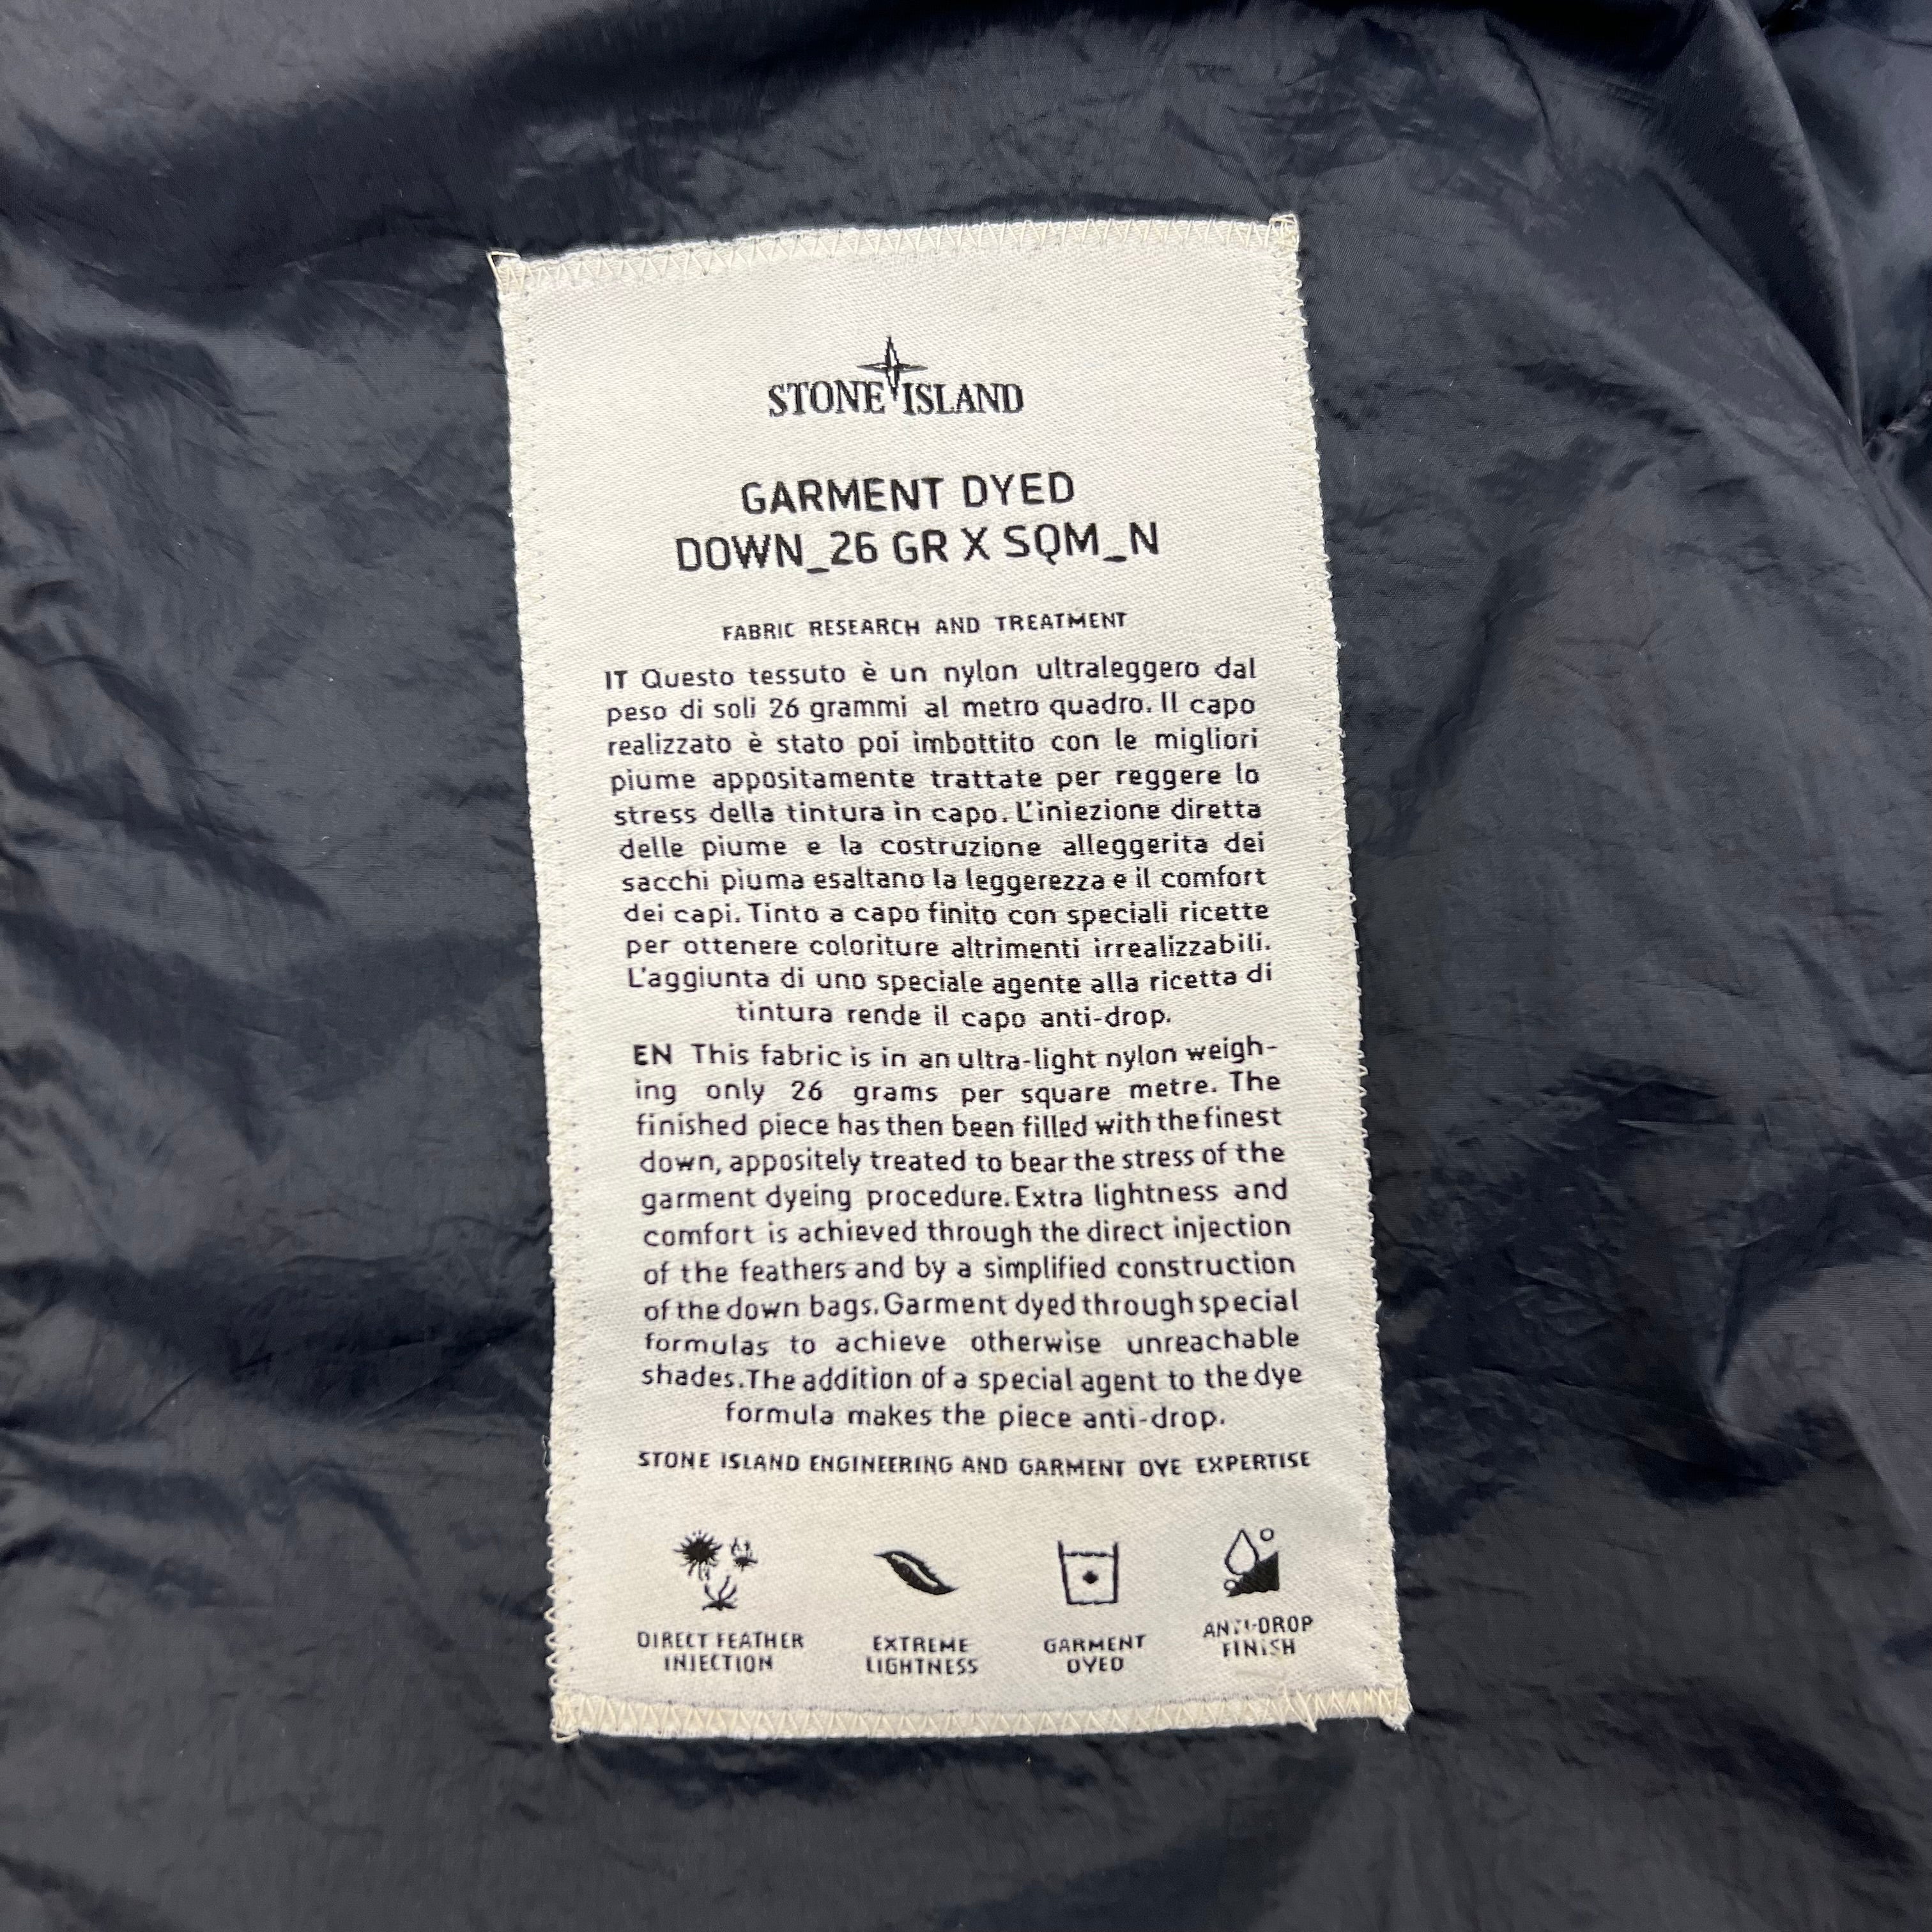 STONE ISLAND
GARMENT DYED
DOWN_26 GR X SQM_N
FABRIC RESEARCH AND TREATMENT
IT Questo tessuto è un nylon ultraleggero dal
peso di soli 26 grammi al metro quadro. Il capo
realizzato è stato poi imbottito con le migliori
piume appositamente trattate per reggere lo
stress della tintura in capo. L'iniezione diretta
delle piume e la costruzione alleggerita dei
sacchi piuma esaltano la leggerezza e il comfort
dei capi. Tinto a capo finito con speciali ricette
per ottenere coloriture altrimenti irrealizzabili.
L'aggiunta di uno speciale agente alla ricetta di
tintura rende il capo anti-drop.
EN This fabric is in an ultra-light nylon weigh-
ing only 26 grams per square metre. The
finished piece has then been filled with the finest
down, appositely treated to bear the stress of the
garment dyeing procedure. Extra lightness and
comfort is achieved through the direct injection
of the feathers and by a simplified construction
of the down bags. Garment dyed through special
formulas to achieve otherwise unreachable
shades. The addition of a special agent to the dye
formula makes the piece anti-drop.
STONE ISLAND ENGINEERING AND GARMENT DYE EXPERTISE
DIRECT FEATHER INJECTION
EXTREME LIGHTNESS
GARMENT DYED
ANTI-DROP FINISH